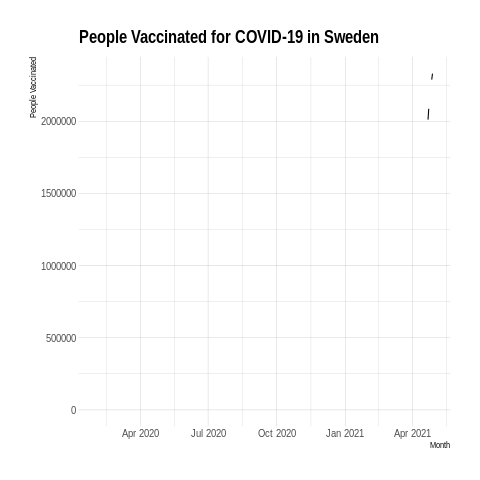 People Vaccinated for COVID-19 in Sweden
People Vaccinated
2000000
1500000
1000000
500000
0
Apr 2020 Jul 2020 Oct 2020 Jan 2021 Apr 2021
Month